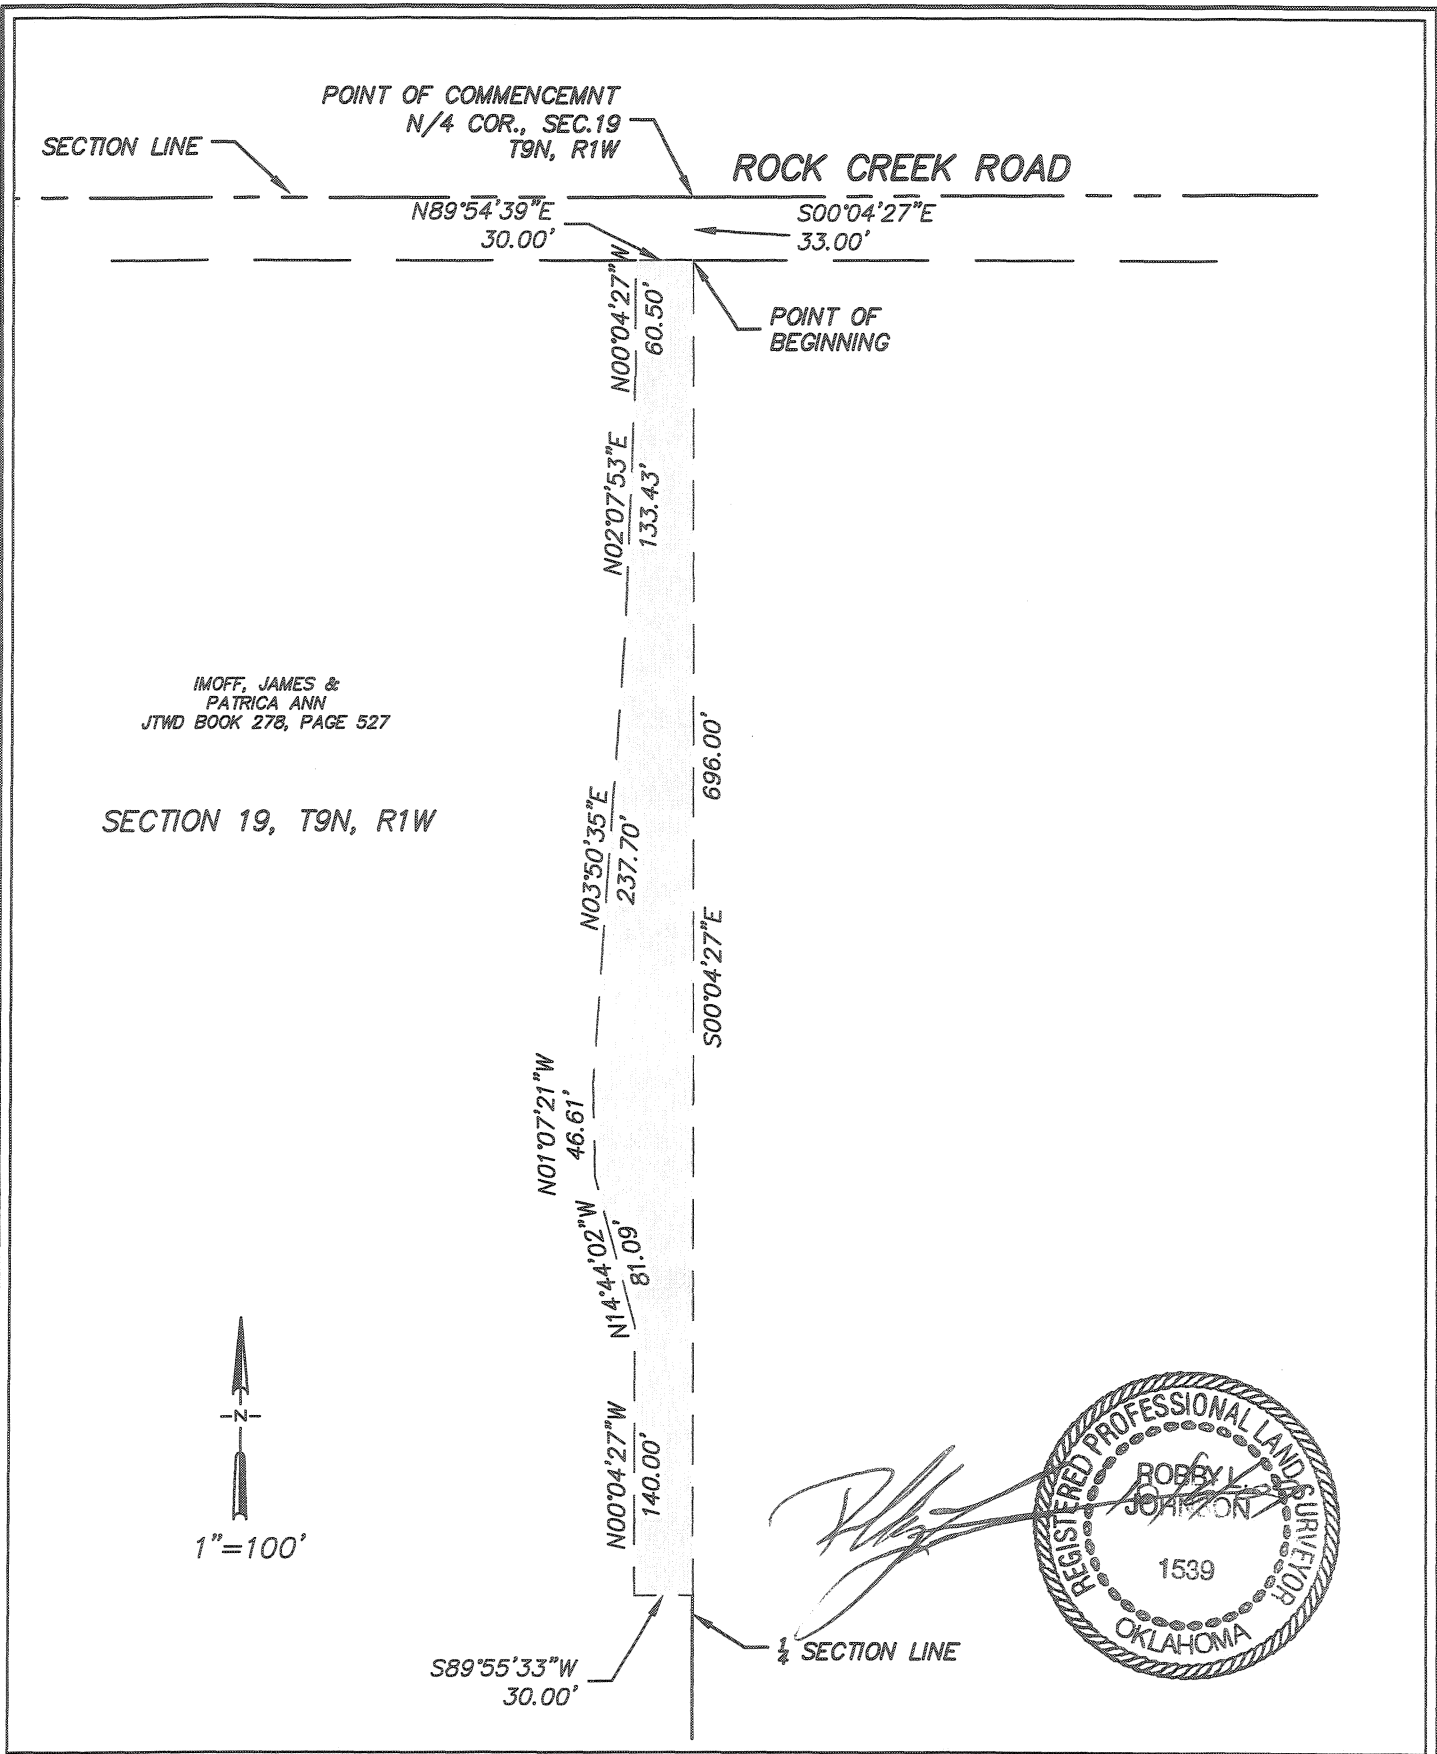 POINT OF COMMENCEMNT
N/4 COR., SEC.19
T9N, R1W
SECTION LINE
ROCK CREEK ROAD
N89°54'39"E
30.00'
S00°04'27"E
33.00'
N00°04'27"W
60.50'
POINT OF
BEGINNING
N02°07'53"E
133.43'
IMOFF, JAMES &
PATRICA ANN
JTWD BOOK 278, PAGE 527
696.00'
SECTION 19, T9N, R1W
N03°50'35"E
237.70'
S00°04'27"E
N01°07'21"W
46.61'
N14°44'02"W
81.09'
N
1"=100'
N00°04'27"W
140.00'
REGISTERED PROFESSIONAL LAND SURVEYOR
ROBBY L.
JOHNSON
1539
OKLAHOMA
1/4 SECTION LINE
S89°55'33"W
30.00'